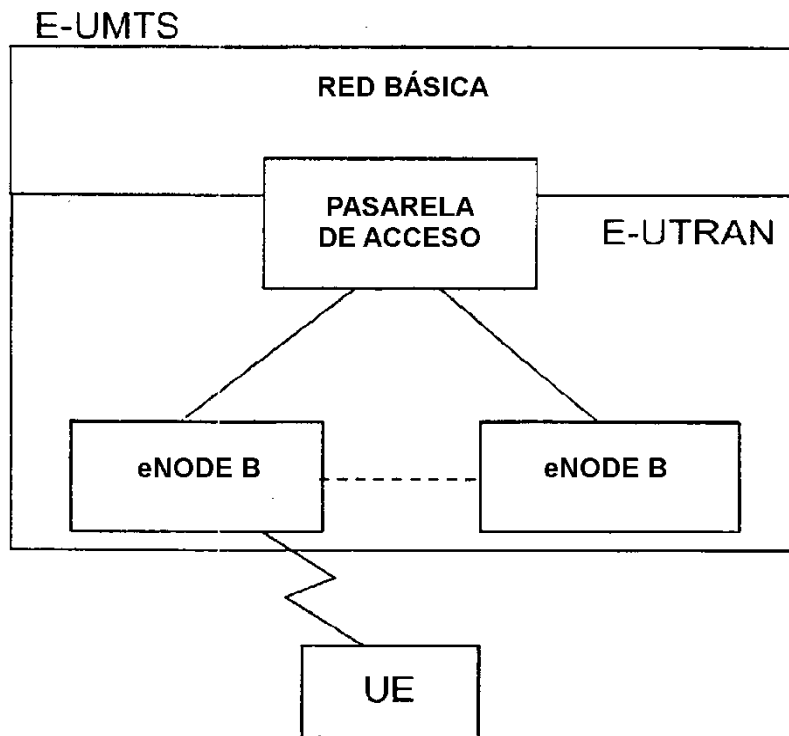 E-UMTS
RED BÁSICA
PASARELA
DE ACCESO
E-UTRAN
eNODE B
eNODE B
UE